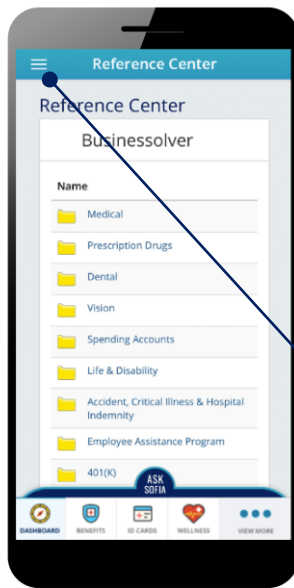 Reference Center
Reference Center
Businessolver
Name
Medical
Prescription Drugs
Dental
Vision
Spending Accounts
Life & Disability
Accident, Critical Illness & Hospital
Indemnity
Employee Assistance Program
401(K)
ASK
SOFIA
DASHBOARD
BENEFITS
ID CARDS
WELLNESS
VIEW MORE